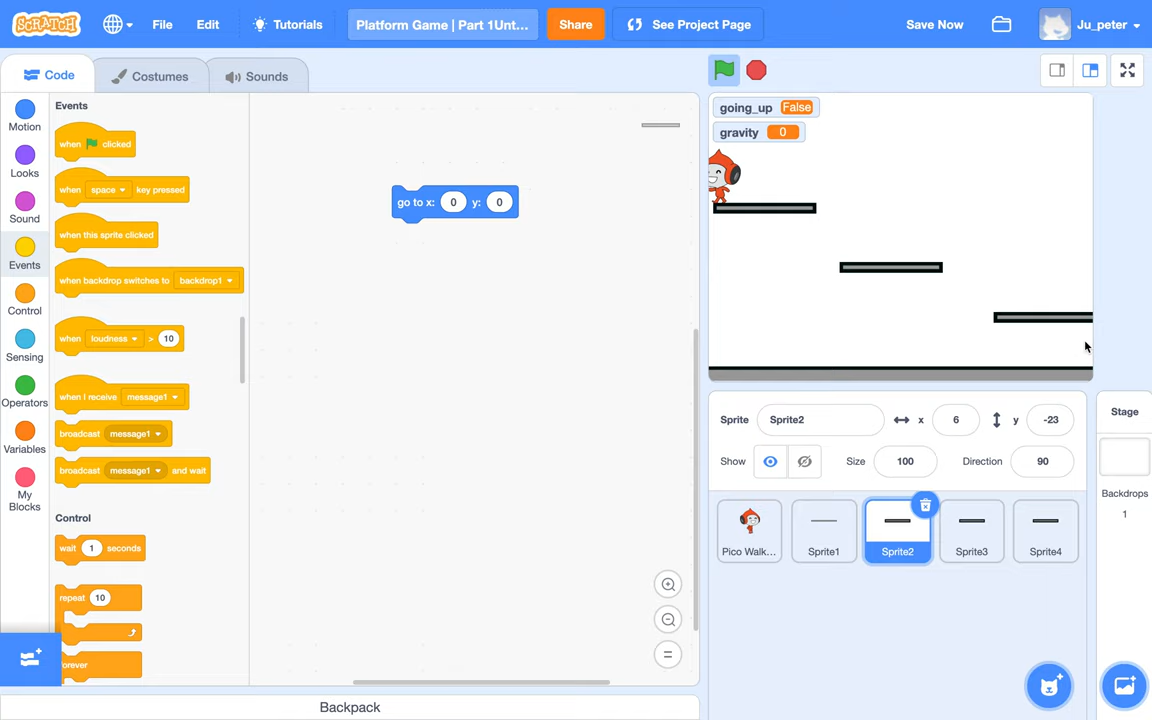 SCRATCH File Edit Tutorials Platform Game | Part 1Unt... Share See Project Page Save Now Ju_peter
Code Costumes Sounds
Motion
Looks
Sound
Events
Control
Sensing
Operators
Variables
My
Blocks
Events
when clicked
when space key pressed
when this sprite clicked
when backdrop switches to backdrop1
when loudness > 10
when I receive message1
broadcast message1
broadcast message1 and wait
Control
wait 1 seconds
repeat 10
forever
go to x: 0 y: 0
=
Backpack
going_up False
gravity 0
Sprite Sprite2 x 6 y -23
Show Size 100 Direction 90
Pico Walk... Sprite1 Sprite2 Sprite3 Sprite4
Stage
Backdrops
1